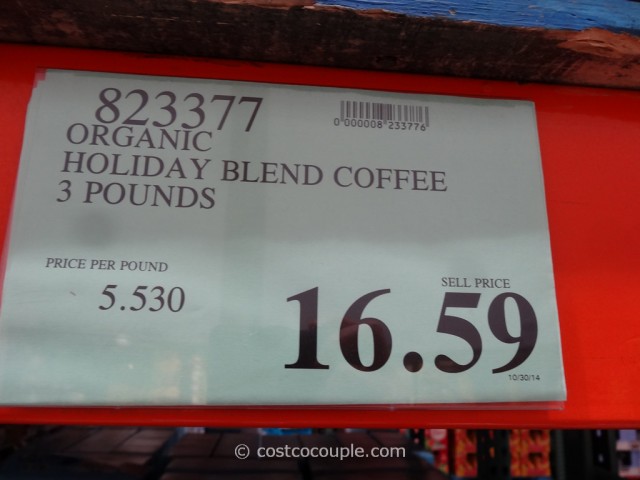 823377
0 000008 233776
ORGANIC
HOLIDAY BLEND COFFEE
3 POUNDS
PRICE PER POUND
5.530
SELL PRICE
16.59
10/30/14
© costcocouple.com